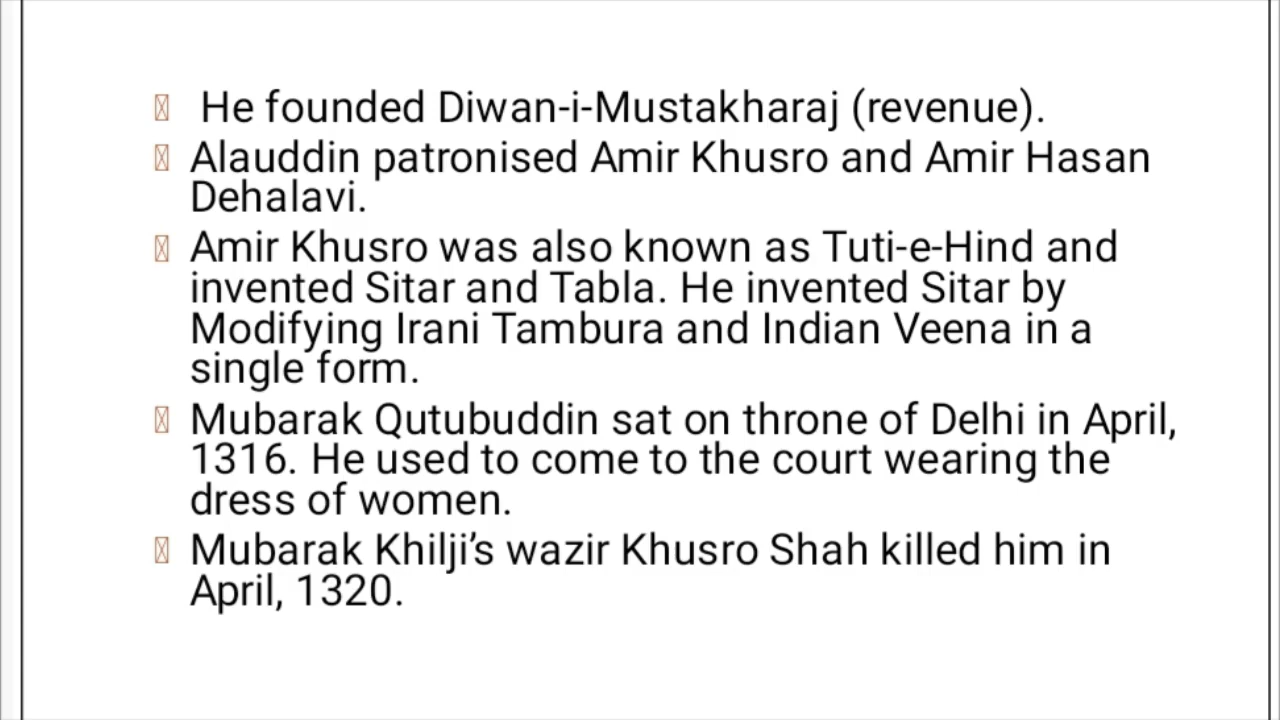 He founded Diwan-i-Mustakharaj (revenue).
Alauddin patronised Amir Khusro and Amir Hasan
Dehalavi.
Amir Khusro was also known as Tuti-e-Hind and
invented Sitar and Tabla. He invented Sitar by
Modifying Irani Tambura and Indian Veena in a
single form.
Mubarak Qutubuddin sat on throne of Delhi in April,
1316. He used to come to the court wearing the
dress of women.
Mubarak Khilji’s wazir Khusro Shah killed him in
April, 1320.